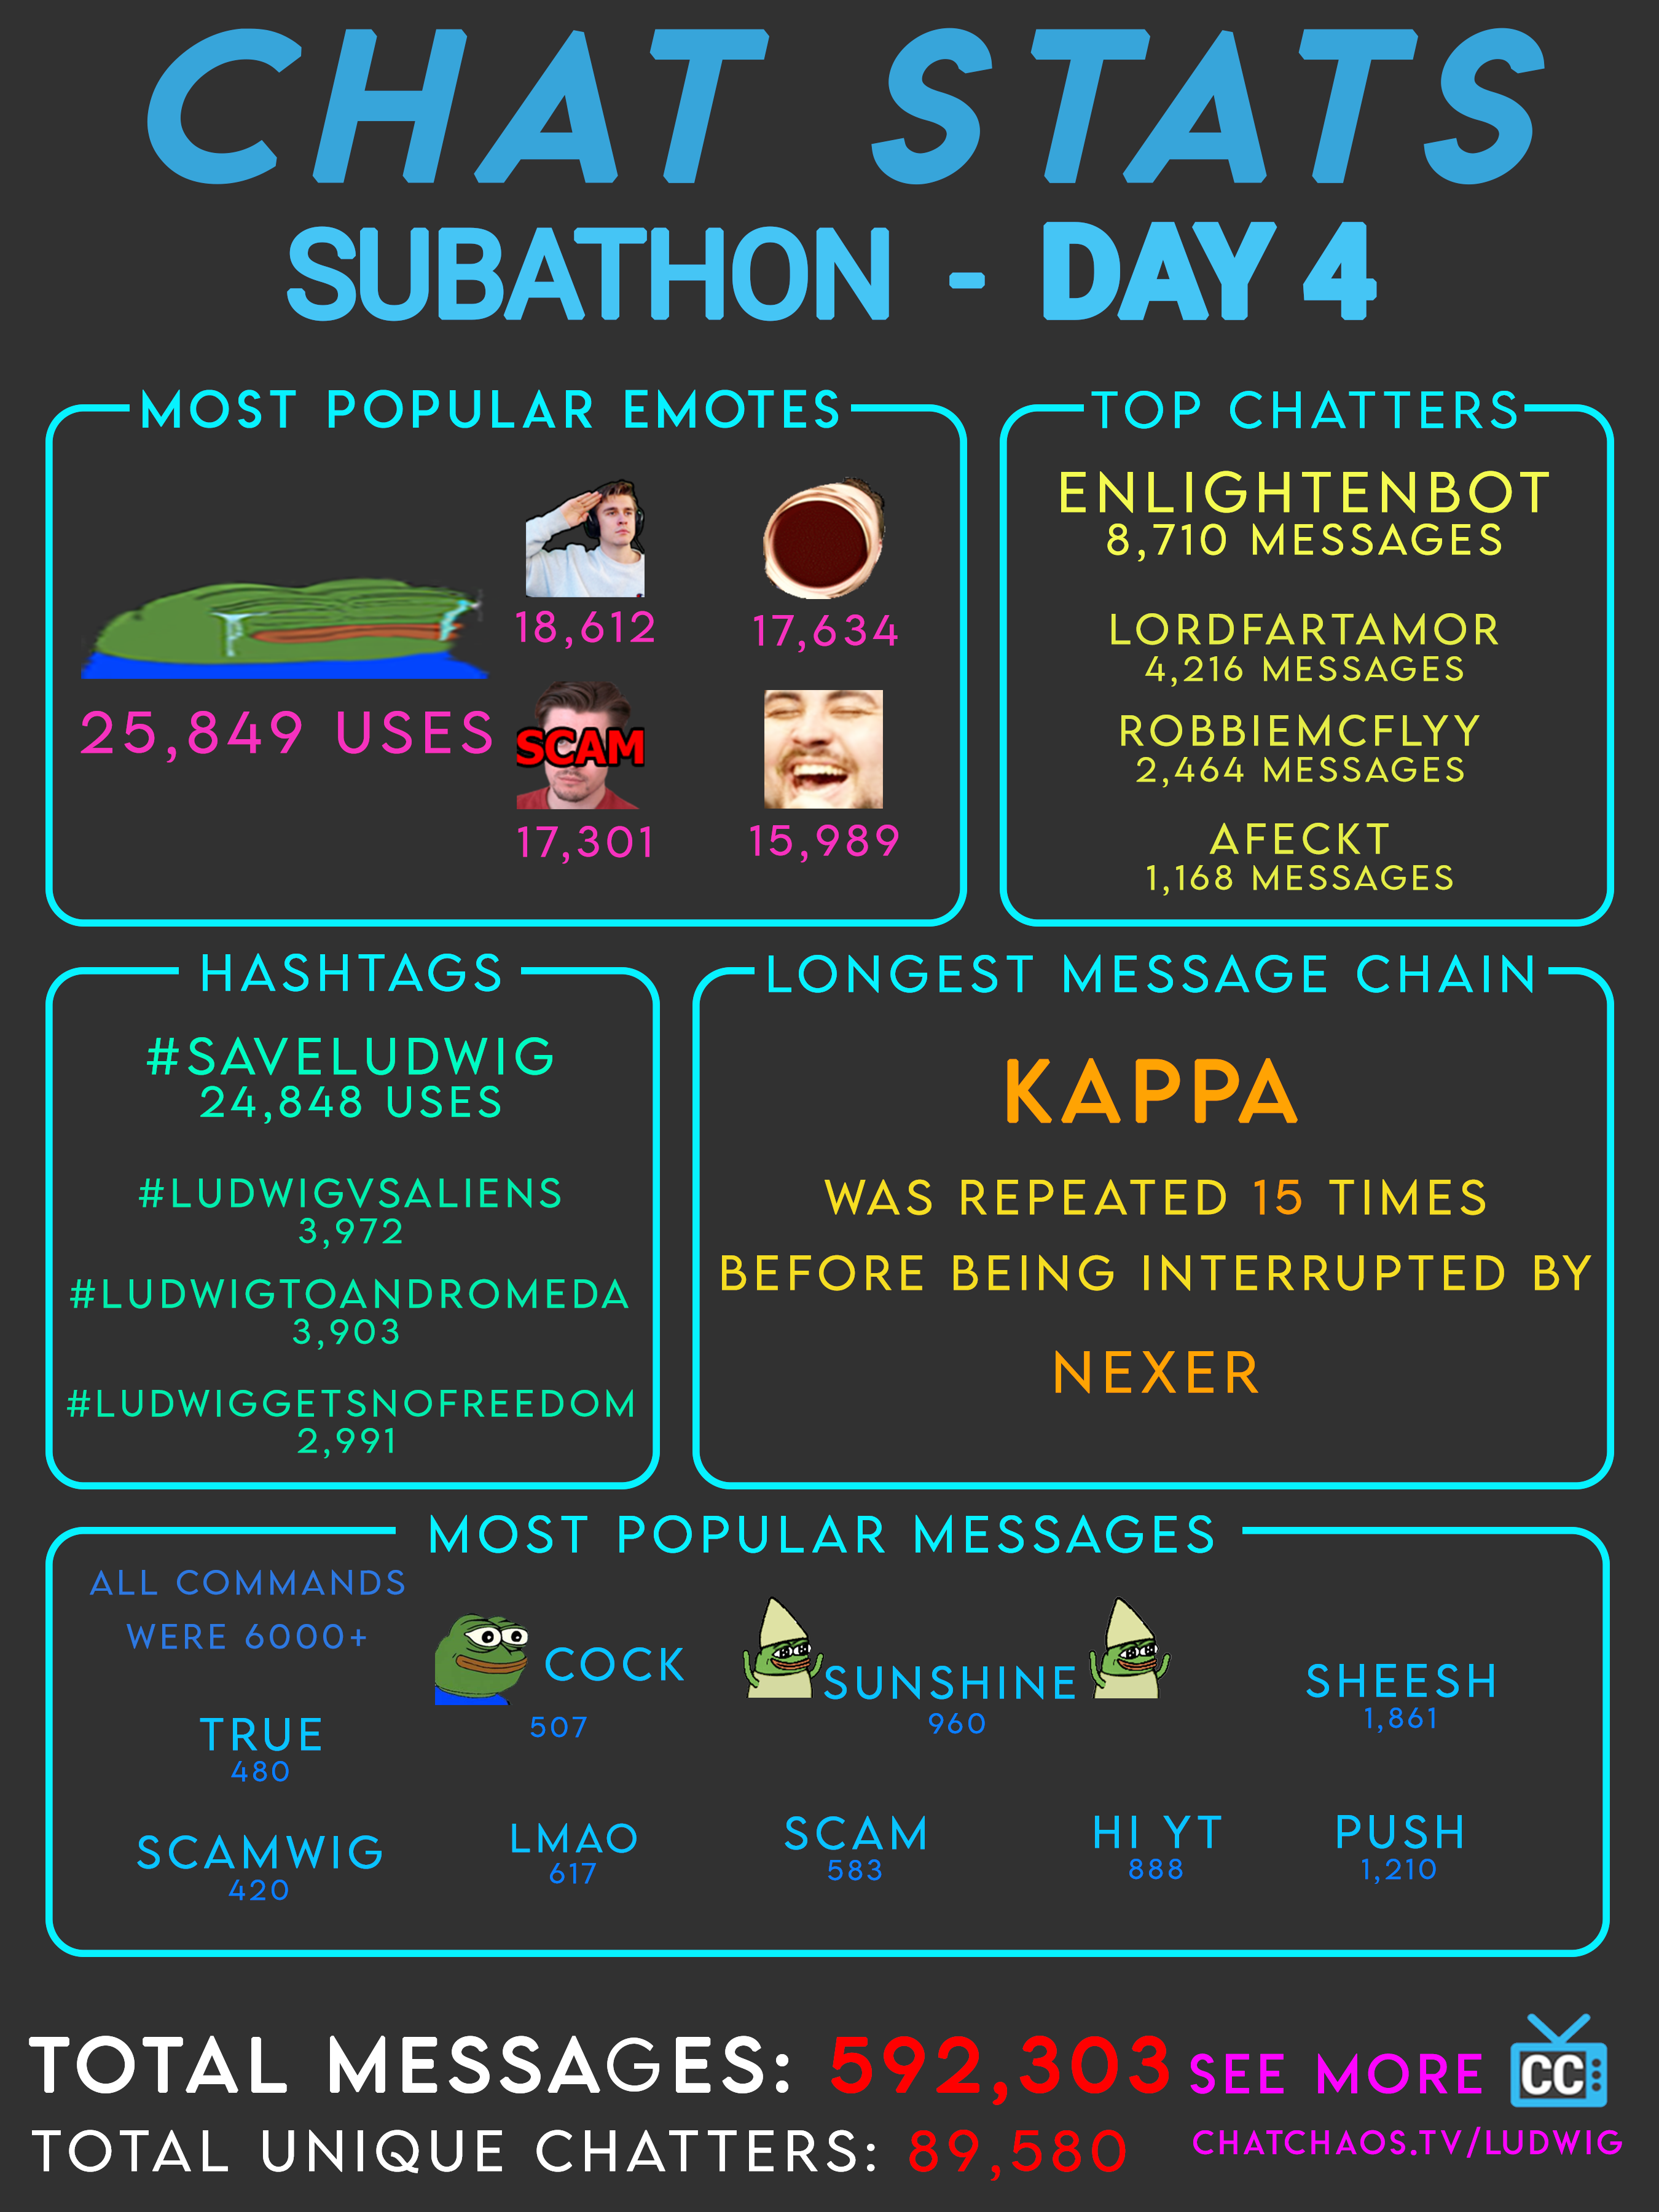 CHAT STATS
SUBATHON - DAY 4
MOST POPULAR EMOTES
25,849 USES
18,612
17,634
SCAM
17,301
15,989
TOP CHATTERS
ENLIGHTENBOT
8,710 MESSAGES
LORDFARTAMOR
4,216 MESSAGES
ROBBIEMCFLYY
2,464 MESSAGES
AFECKT
1,168 MESSAGES
HASHTAGS
#SAVELUDWIG
24,848 USES
#LUDWIGVSALIENS
3,972
#LUDWIGTOANDROMEDA
3,903
#LUDWIGGETSNOFREEDOM
2,991
LONGEST MESSAGE CHAIN
KAPPA
WAS REPEATED 15 TIMES
BEFORE BEING INTERRUPTED BY
NEXER
MOST POPULAR MESSAGES
ALL COMMANDS
WERE 6000+
TRUE
480
COCK
507
SUNSHINE
960
SHEESH
1,861
SCAMWIG
420
LMAO
617
SCAM
583
HI YT
888
PUSH
1,210
TOTAL MESSAGES: 592,303
TOTAL UNIQUE CHATTERS: 89,580
SEE MORE
CC
CHATCHAOS.TV/LUDWIG